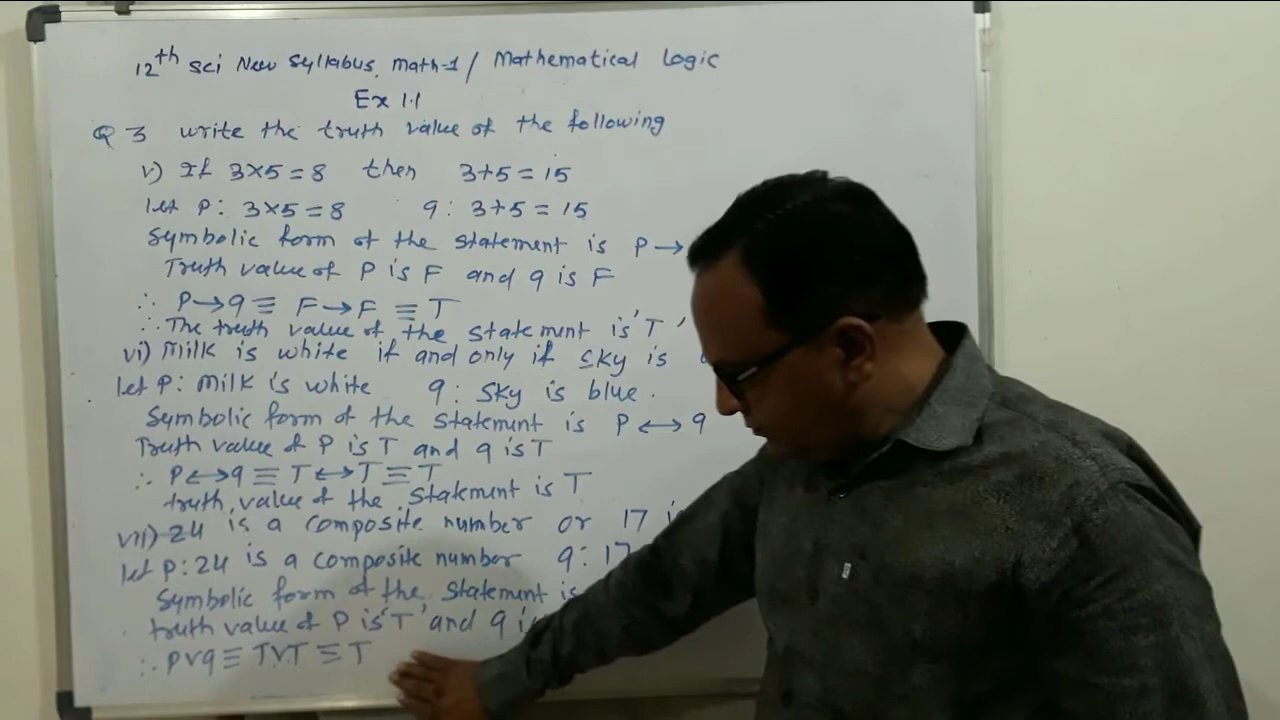 12th sci New syllabus, math-1 / Mathematical Logic
Ex 1.1
Q 3 write the truth value of the following
v) If 3×5=8 then 3+5=15
let P: 3×5=8 q: 3+5=15
Symbolic form of the statement is P→
Truth value of P is F and q is F
∴ P→q ≡ F→F ≡ T
∴ The truth value of the statement is 'T'
vi) Milk is white if and only if sky is
let P: milk is white q: sky is blue.
Symbolic form of the statement is P↔q
Truth value of P is T and q is T
∴ P↔q ≡ T↔T ≡ T
truth value of the statement is T
vii) 24 is a composite number or 17
let P: 24 is a composite number q: 17
Symbolic form of the statement is
truth value of P is 'T' and q
∴ P∨q ≡ T∨T ≡ T